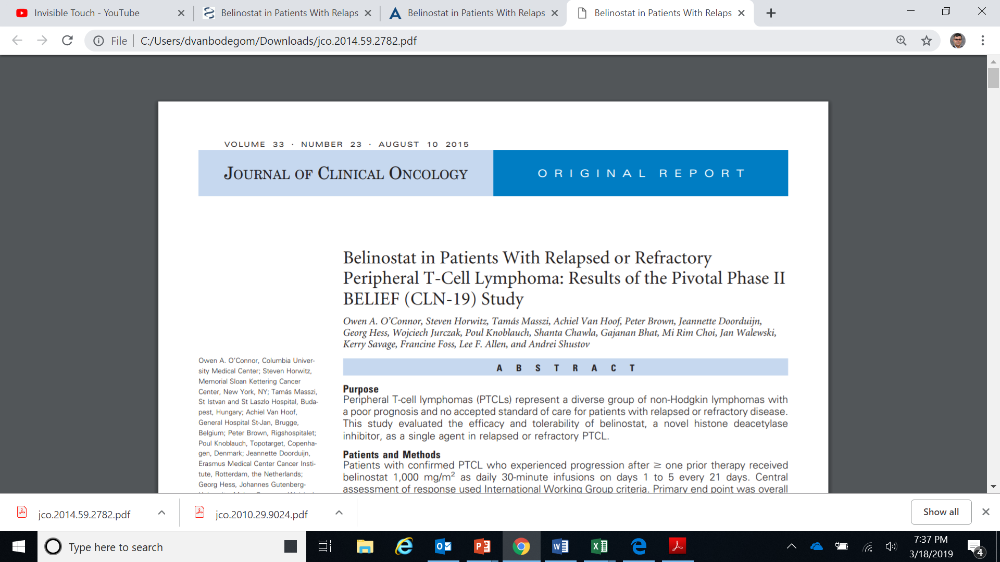 Invisible Touch - YouTube
Belinostat in Patients With Relaps
Belinostat in Patients With Relaps
Belinostat in Patients With Relaps
File
C:/Users/dvanbodegom/Downloads/jco.2014.59.2782.pdf
VOLUME 33 · NUMBER 23 · AUGUST 10 2015
JOURNAL OF CLINICAL ONCOLOGY
ORIGINAL REPORT
Belinostat in Patients With Relapsed or Refractory
Peripheral T-Cell Lymphoma: Results of the Pivotal Phase II
BELIEF (CLN-19) Study
Owen A. O'Connor, Steven Horwitz, Tamás Masszi, Achiel Van Hoof, Peter Brown, Jeannette Doorduijn,
Georg Hess, Wojciech Jurczak, Poul Knoblauch, Shanta Chawla, Gajanan Bhat, Mi Rim Choi, Jan Walewski,
Kerry Savage, Francine Foss, Lee F. Allen, and Andrei Shustov
Owen A. O'Connor, Columbia Univer-
sity Medical Center; Steven Horwitz,
Memorial Sloan Kettering Cancer
Center, New York, NY; Tamás Masszi,
St Istvan and St Laszlo Hospital, Buda-
pest, Hungary; Achiel Van Hoof,
General Hospital St-Jan, Brugge,
Belgium; Peter Brown, Rigshospitalet;
Poul Knoblauch, Topotarget, Copenha-
gen, Denmark; Jeannette Doorduijn,
Erasmus Medical Center Cancer Insti-
tute, Rotterdam, the Netherlands;
Georg Hess, Johannes Gutenberg-
ABSTRACT
Purpose
Peripheral T-cell lymphomas (PTCLs) represent a diverse group of non-Hodgkin lymphomas with
a poor prognosis and no accepted standard of care for patients with relapsed or refractory disease.
This study evaluated the efficacy and tolerability of belinostat, a novel histone deacetylase
inhibitor, as a single agent in relapsed or refractory PTCL.
Patients and Methods
Patients with confirmed PTCL who experienced progression after ≥ one prior therapy received
belinostat 1,000 mg/m² as daily 30-minute infusions on days 1 to 5 every 21 days. Central
assessment of response used International Working Group criteria. Primary end point was overall
jco.2014.59.2782.pdf
jco.2010.29.9024.pdf
Show all
Type here to search
7:37 PM
3/18/2019
4